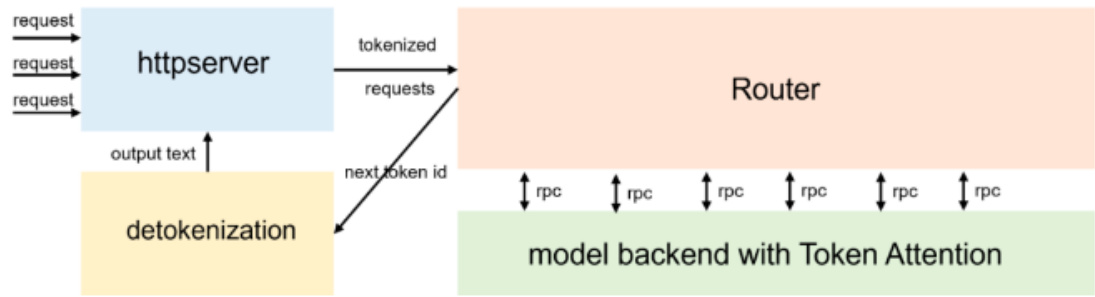 request
request
request
httpserver
tokenized
requests
Router
output text
next token id
rpc
rpc
rpc
rpc
rpc
rpc
detokenization
model backend with Token Attention